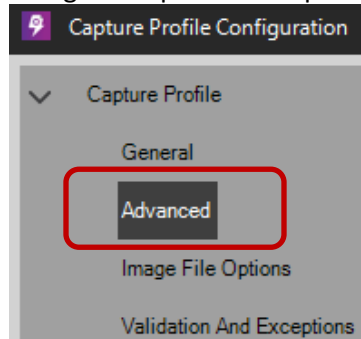 Capture Profile Configuration
Capture Profile
General
Advanced
Image File Options
Validation And Exceptions